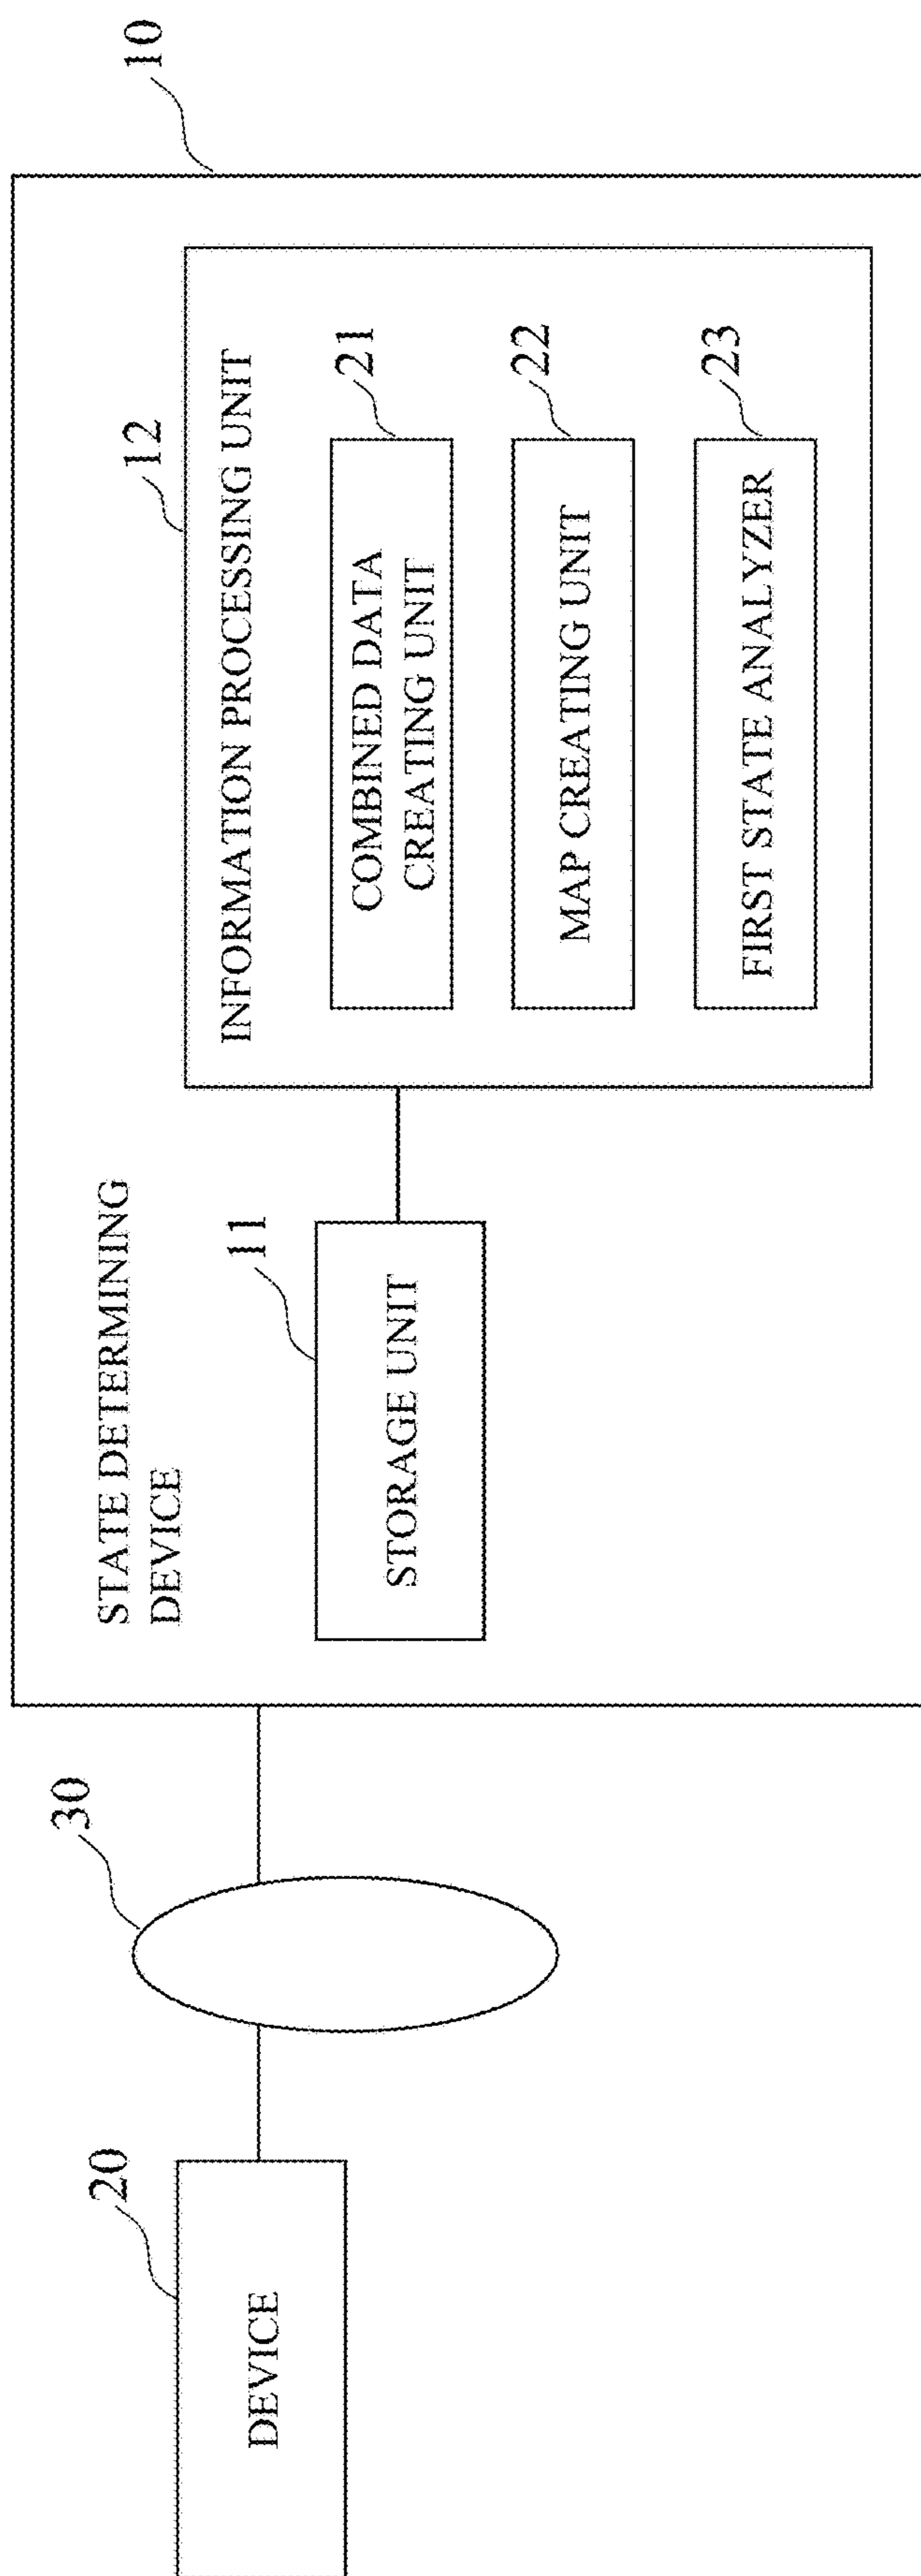 10
STATE DETERMINING
DEVICE
12
INFORMATION PROCESSING UNIT
11
STORAGE UNIT
21
COMBINED DATA
CREATING UNIT
22
MAP CREATING UNIT
23
FIRST STATE ANALYZER
30
20
DEVICE